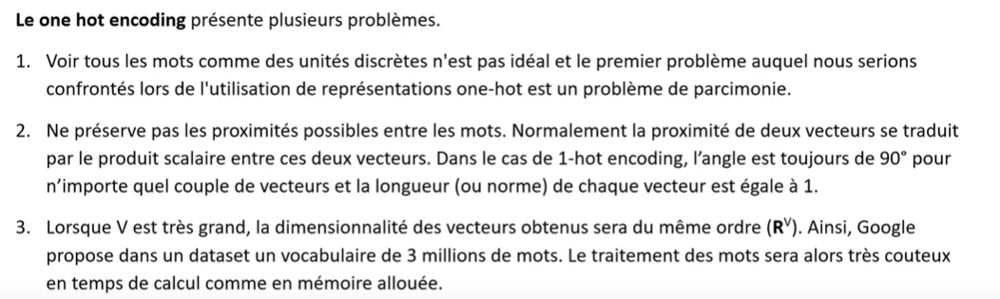 Le one hot encoding présente plusieurs problèmes.
1. Voir tous les mots comme des unités discrètes n'est pas idéal et le premier problème auquel nous serions
confrontés lors de l'utilisation de représentations one-hot est un problème de parcimonie.
2. Ne préserve pas les proximités possibles entre les mots. Normalement la proximité de deux vecteurs se traduit
par le produit scalaire entre ces deux vecteurs. Dans le cas de 1-hot encoding, l’angle est toujours de 90° pour
n’importe quel couple de vecteurs et la longueur (ou norme) de chaque vecteur est égale à 1.
3. Lorsque V est très grand, la dimensionnalité des vecteurs obtenus sera du même ordre (Rⱽ). Ainsi, Google
propose dans un dataset un vocabulaire de 3 millions de mots. Le traitement des mots sera alors très couteux
en temps de calcul comme en mémoire allouée.